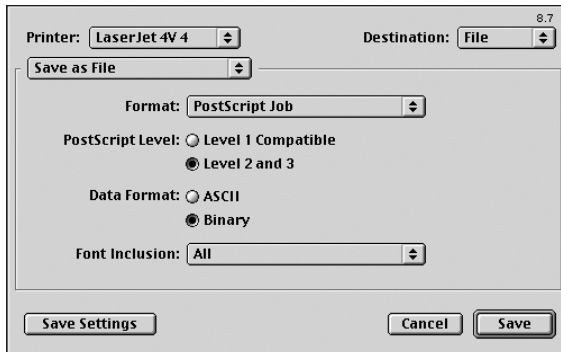 8.7
Printer: LaserJet 4V 4 Destination: File
Save as File
Format: PostScript Job
PostScript Level: Level 1 Compatible
Level 2 and 3
Data Format: ASCII
Binary
Font Inclusion: All
Save Settings Cancel Save